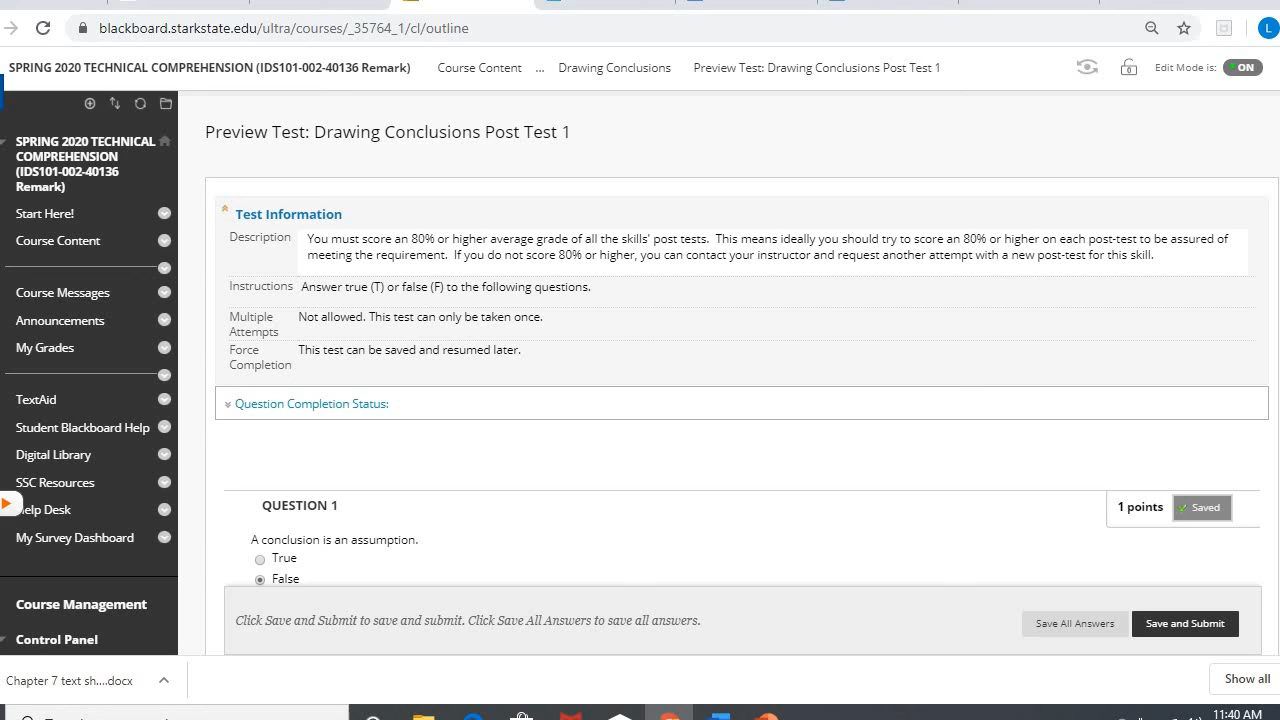 blackboard.starkstate.edu/ultra/courses/_35764_1/cl/outline
L
SPRING 2020 TECHNICAL COMPREHENSION (IDS101-002-40136 Remark) Course Content ... Drawing Conclusions Preview Test: Drawing Conclusions Post Test 1 Edit Mode is: ON
SPRING 2020 TECHNICAL
COMPREHENSION
(IDS101-002-40136
Remark)
Start Here!
Course Content
Course Messages
Announcements
My Grades
TextAid
Student Blackboard Help
Digital Library
SSC Resources
elp Desk
My Survey Dashboard
Course Management
Control Panel
Preview Test: Drawing Conclusions Post Test 1
Test Information
Description You must score an 80% or higher average grade of all the skills' post tests. This means ideally you should try to score an 80% or higher on each post-test to be assured of
meeting the requirement. If you do not score 80% or higher, you can contact your instructor and request another attempt with a new post-test for this skill.
Instructions Answer true (T) or false (F) to the following questions.
Multiple Not allowed. This test can only be taken once.
Attempts
Force This test can be saved and resumed later.
Completion
Question Completion Status:
QUESTION 1
1 points Saved
A conclusion is an assumption.
True
False
Click Save and Submit to save and submit. Click Save All Answers to save all answers. Save All Answers Save and Submit
Chapter 7 text sh....docx Show all
11:40 AM